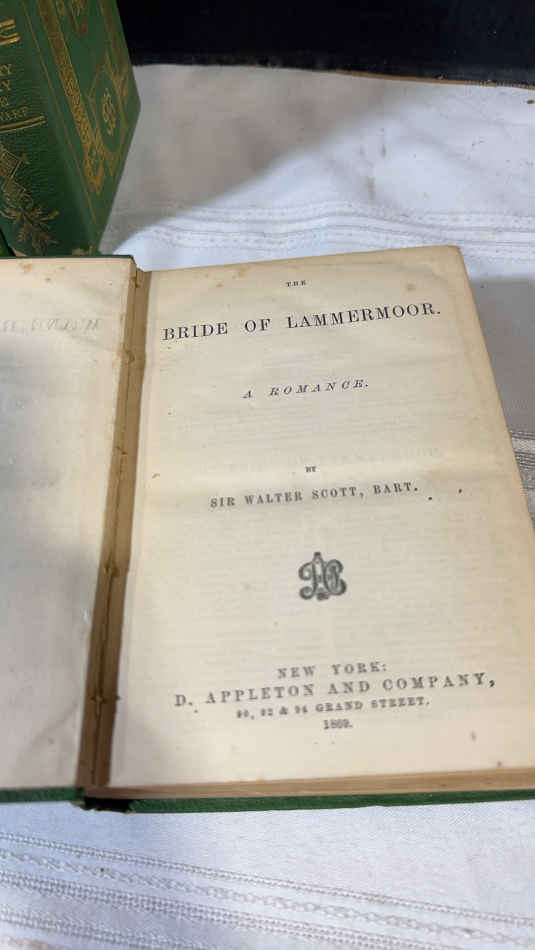 THE
BRIDE OF LAMMERMOOR.
A ROMANCE.
BY
SIR WALTER SCOTT, BART.
NEW YORK:
D. APPLETON AND COMPANY,
90, 92 & 94 GRAND STREET.
1869.